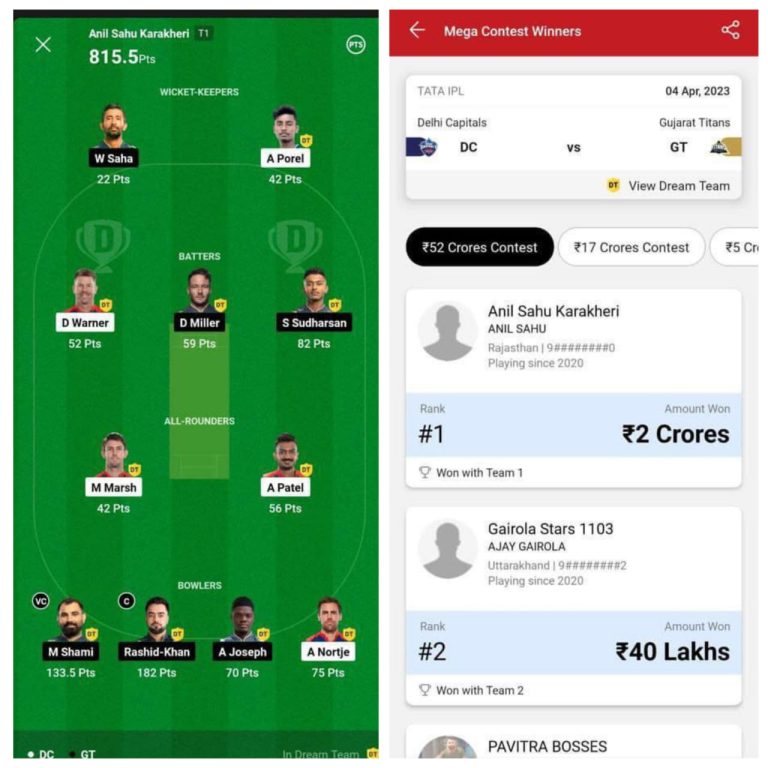 Anil Sahu Karakheri T1
815.5Pts
PTS
WICKET-KEEPERS
DT
W Saha A Porel
22 Pts 42 Pts
D D
BATTERS
DT DT DT
D Warner D Miller S Sudharsan
52 Pts 59 Pts 82 Pts
ALL-ROUNDERS
DT DT
M Marsh A Patel
42 Pts 56 Pts
BOWLERS
VC C
DT DT DT DT
M Shami Rashid-Khan A Joseph A Nortje
133.5 Pts 182 Pts 70 Pts 75 Pts
DC GT In Dream Team DT
Mega Contest Winners
TATA IPL 04 Apr, 2023
Delhi Capitals Gujarat Titans
DC vs GT
DT View Dream Team
₹52 Crores Contest ₹17 Crores Contest ₹5 Cr
Anil Sahu Karakheri
ANIL SAHU
Rajasthan | 9########0
Playing since 2020
Rank Amount Won
#1 ₹2 Crores
Won with Team 1
Gairola Stars 1103
AJAY GAIROLA
Uttarakhand | 9########2
Playing since 2020
Rank Amount Won
#2 ₹40 Lakhs
Won with Team 2
PAVITRA BOSSES